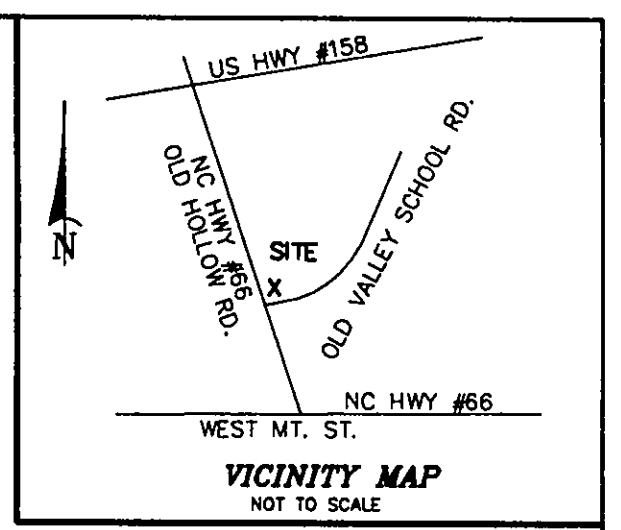 US HWY #158
NC HWY #66
OLD HOLLOW RD.
OLD VALLEY SCHOOL RD.
SITE
X
N
NC HWY #66
WEST MT. ST.
VICINITY MAP
NOT TO SCALE